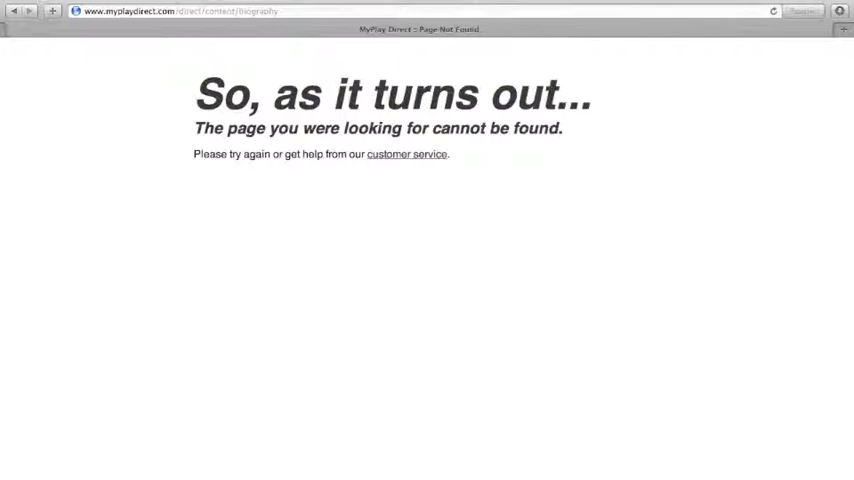 www.myplaydirect.com/direct/content/Biography
MyPlay Direct :: Page Not Found
So, as it turns out...
The page you were looking for cannot be found.
Please try again or get help from our customer service.